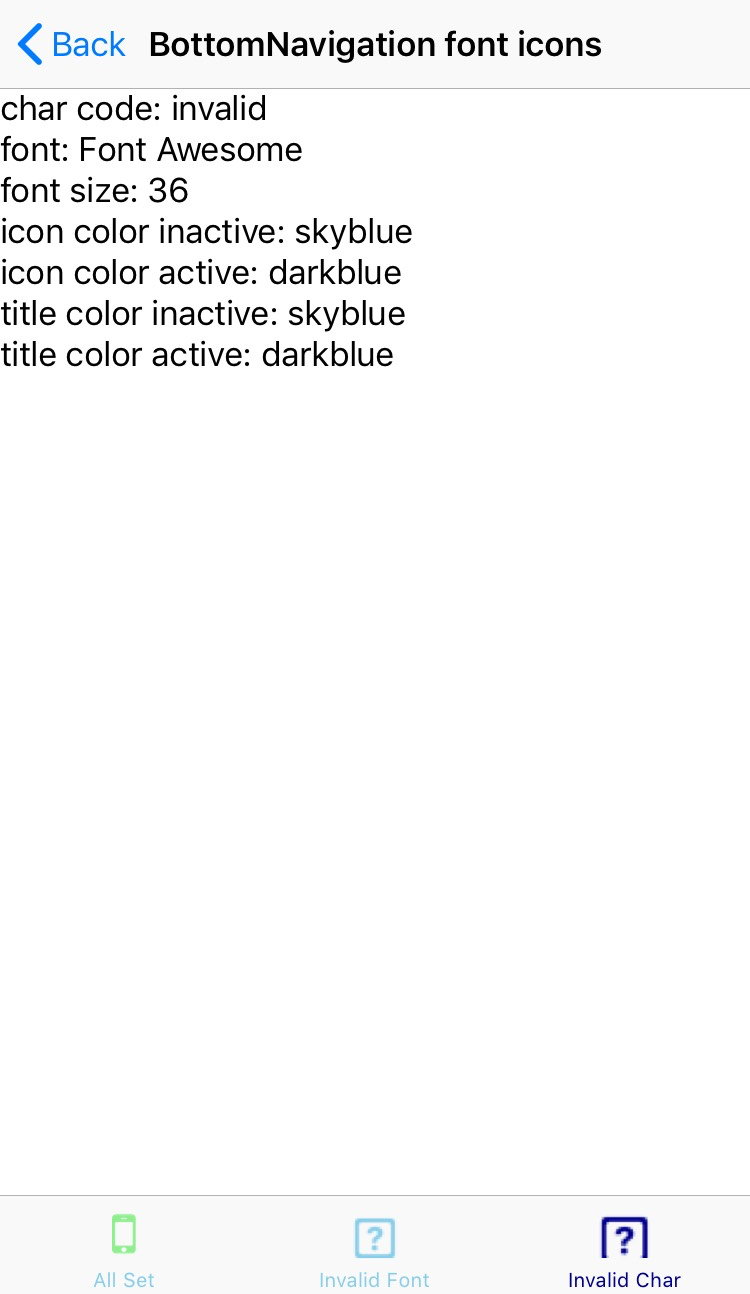 Back BottomNavigation font icons
char code: invalid
font: Font Awesome
font size: 36
icon color inactive: skyblue
icon color active: darkblue
title color inactive: skyblue
title color active: darkblue
? ?
All Set Invalid Font Invalid Char